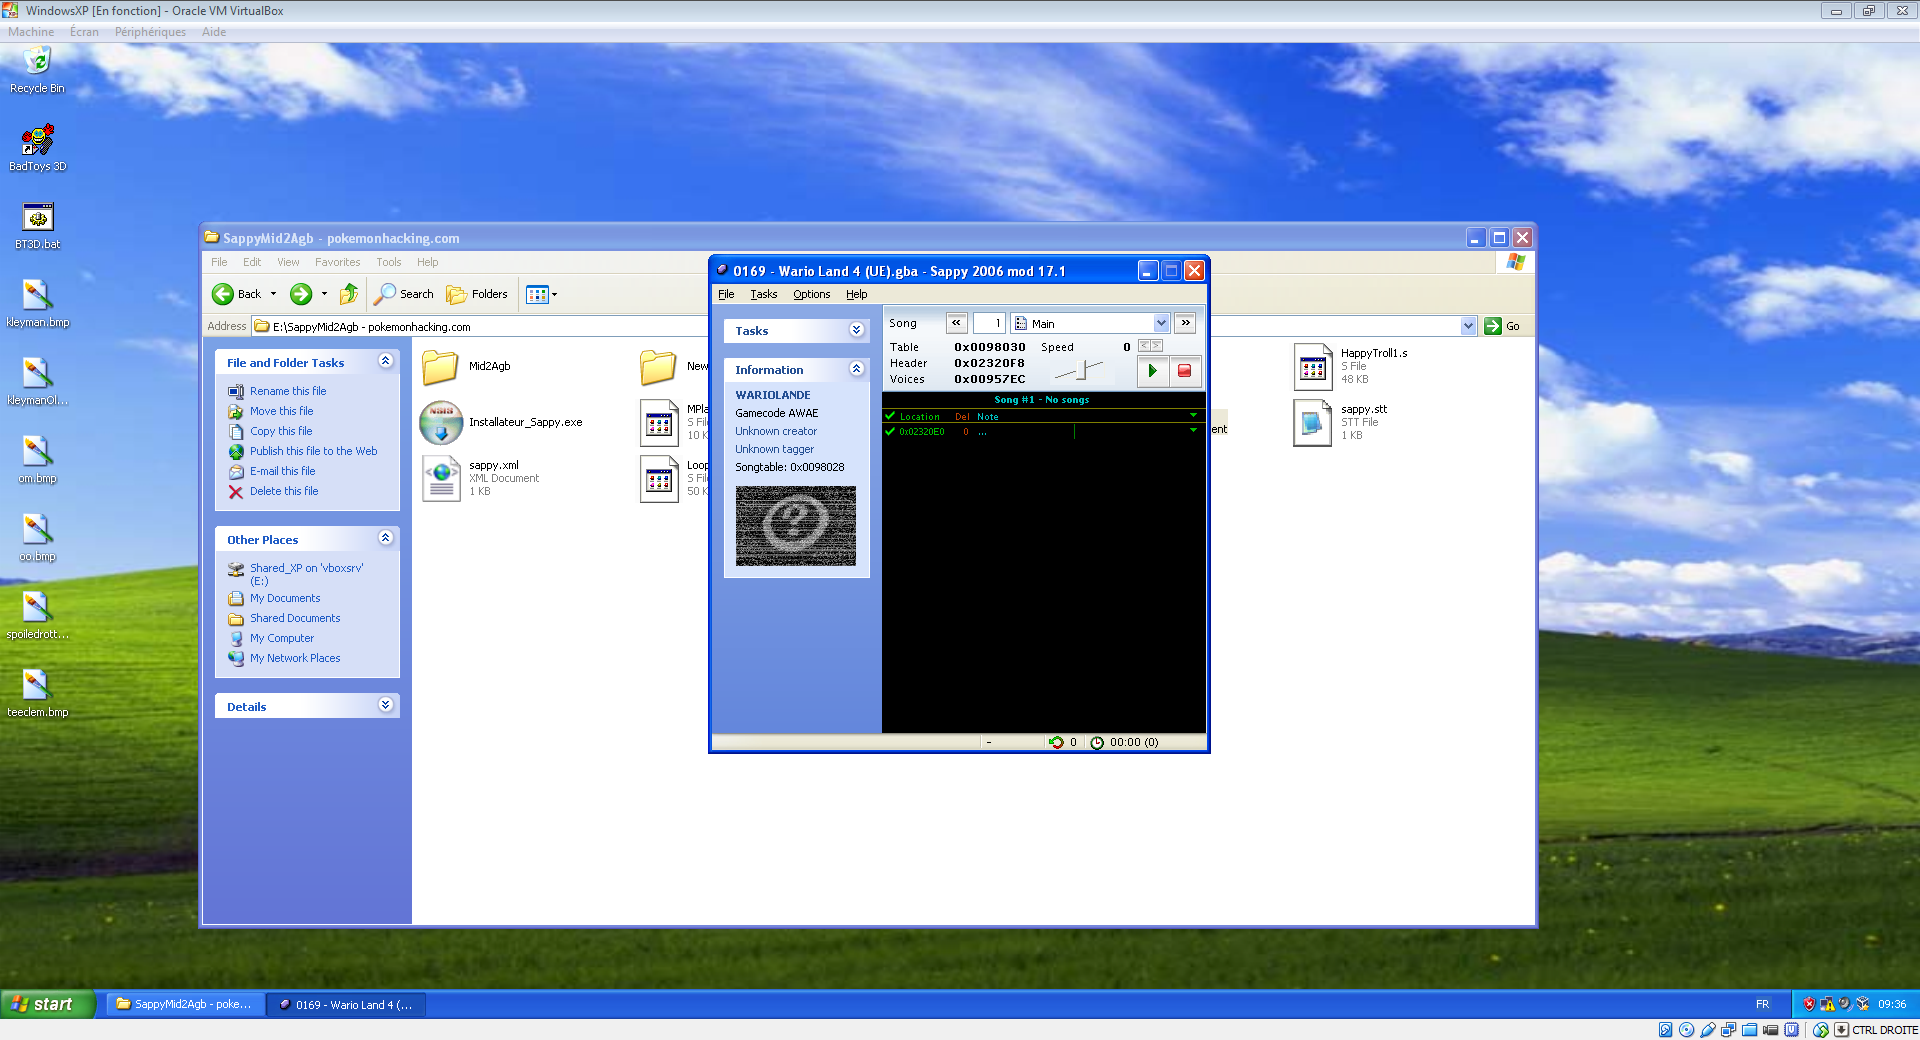 WindowsXP [En fonction] - Oracle VM VirtualBox
Machine Écran Périphériques Aide
Recycle Bin
BadToys 3D
BT3D.bat
kleyman.bmp
kleymanOl...
om.bmp
oo.bmp
spoiledrott...
teeclem.bmp
SappyMid2Agb - pokemonhacking.com
File Edit View Favorites Tools Help
Back Search Folders
Address E:\SappyMid2Agb - pokemonhacking.com Go
File and Folder Tasks
Rename this file
Move this file
Copy this file
Publish this file to the Web
E-mail this file
Delete this file
Other Places
Shared_XP on 'vboxsrv'
(E:)
My Documents
Shared Documents
My Computer
My Network Places
Details
Mid2Agb
New
Installateur_Sappy.exe
NSIS
MPla
S File
10 K
sappy.xml
XML Document
1 KB
Loop
S File
50 K
ent
HappyTroll1.s
S File
48 KB
sappy.stt
STT File
1 KB
0169 - Wario Land 4 (UE).gba - Sappy 2006 mod 17.1
File Tasks Options Help
Tasks
Information
WARIOLANDE
Gamecode AWAE
Unknown creator
Unknown tagger
Songtable: 0x0098028
Song 1 Main
Table 0x0098030 Speed 0
Header 0x02320F8
Voices 0x00957EC
Song #1 - No songs
Location Del Note
0x02320E0 0 ...
- 0 00:00 (0)
start SappyMid2Agb - poke... 0169 - Wario Land 4 (... FR 09:36
CTRL DROITE